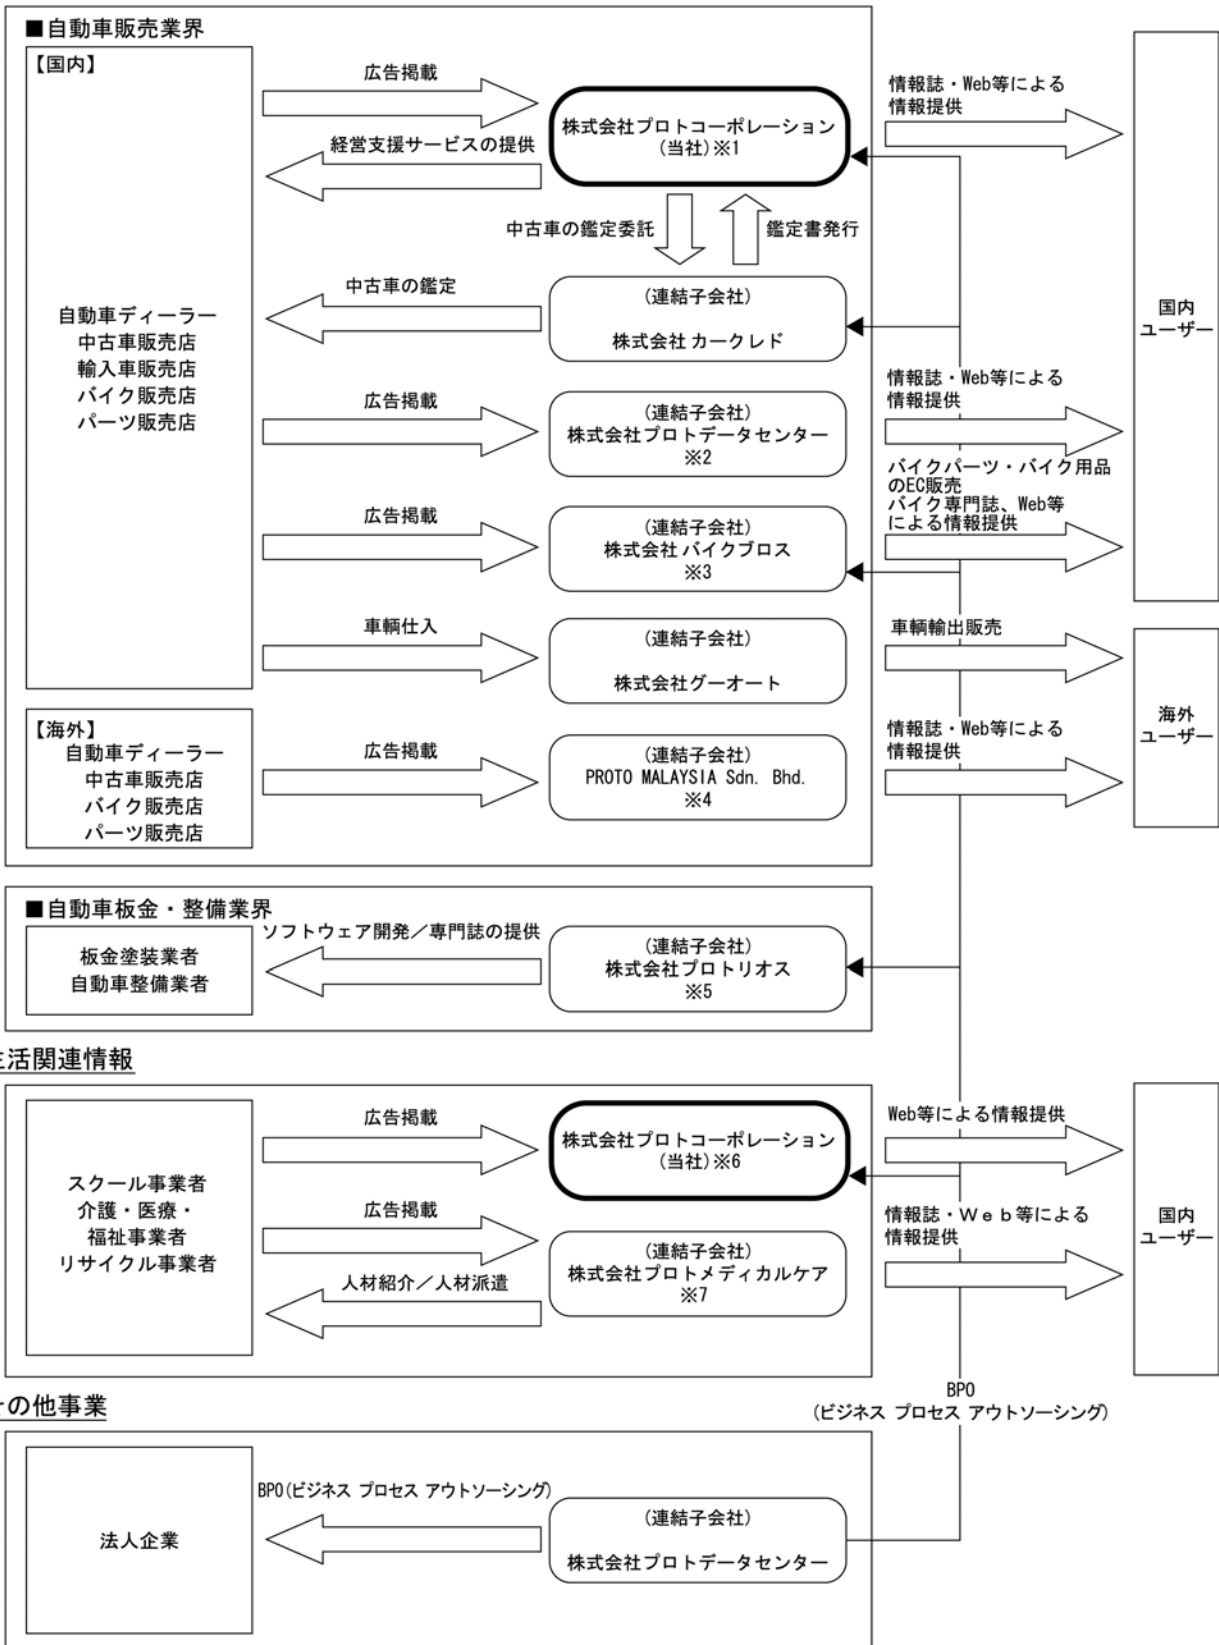 ■自動車販売業界
【国内】
自動車ディーラー
中古車販売店
輸入車販売店
バイク販売店
パーツ販売店
広告掲載
経営支援サービスの提供
株式会社プロトコーポレーション
(当社)※1
情報誌・Web等による
情報提供
中古車の鑑定委託
鑑定書発行
中古車の鑑定
(連結子会社)
株式会社 カークレド
国内
ユーザー
広告掲載
(連結子会社)
株式会社プロトデータセンター
※2
情報誌・Web等による
情報提供
広告掲載
(連結子会社)
株式会社 バイクブロス
※3
バイクパーツ・バイク用品
のEC販売
バイク専門誌、Web等
による情報提供
車輌仕入
(連結子会社)
株式会社グーオート
車輌輸出販売
海外
ユーザー
【海外】
自動車ディーラー
中古車販売店
バイク販売店
パーツ販売店
広告掲載
(連結子会社)
PROTO MALAYSIA Sdn. Bhd.
※4
情報誌・Web等による
情報提供
■自動車板金・整備業界
板金塗装業者
自動車整備業者
ソフトウェア開発／専門誌の提供
(連結子会社)
株式会社プロトリオス
※5
活関連情報
スクール事業者
介護・医療・
福祉事業者
リサイクル事業者
広告掲載
株式会社プロトコーポレーション
(当社)※6
Web等による情報提供
広告掲載
人材紹介／人材派遣
(連結子会社)
株式会社プロトメディカルケア
※7
情報誌・Ｗｅｂ等による
情報提供
国内
ユーザー
BPO
(ビジネス プロセス アウトソーシング)
の他事業
法人企業
BPO(ビジネス プロセス アウトソーシング)
(連結子会社)
株式会社プロトデータセンター